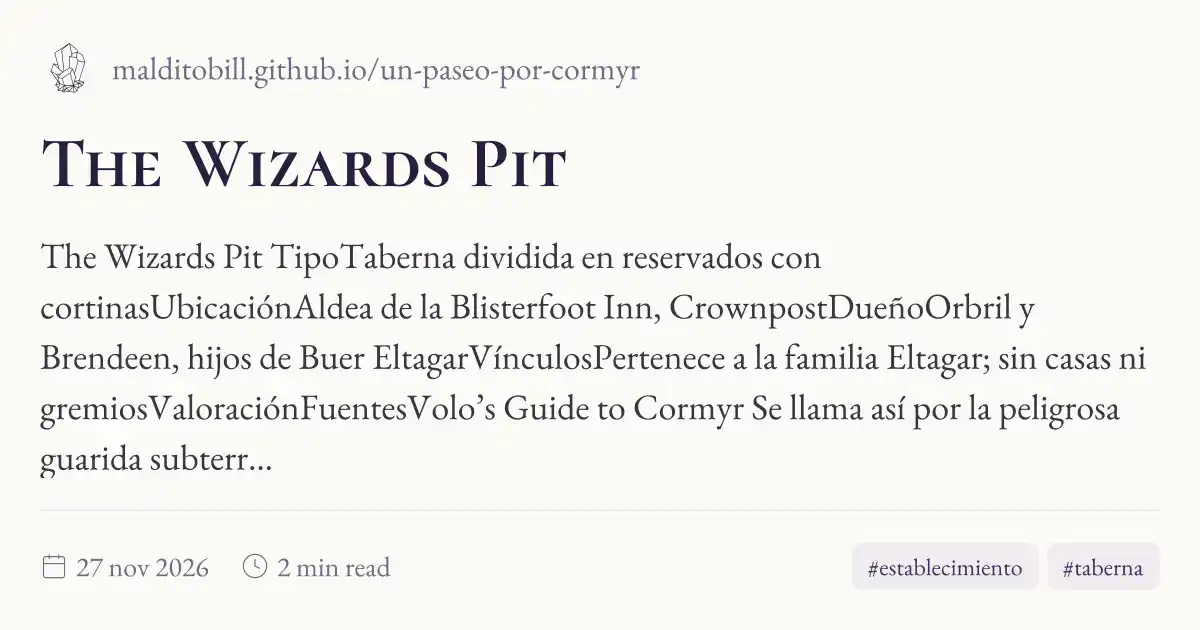 malditobill.github.io/un-paseo-por-cormyr
The Wizards Pit
The Wizards Pit TipoTaberna dividida en reservados con
cortinasUbicaciónAldea de la Blisterfoot Inn, CrownpostDueñoOrbril y
Brendeen, hijos de Buer EltagarVínculosPertenece a la familia Eltagar; sin casas ni
gremiosValoraciónFuentesVolo’s Guide to Cormyr Se llama así por la peligrosa
guarida subterr...
27 nov 2026 2 min read #establecimiento #taberna